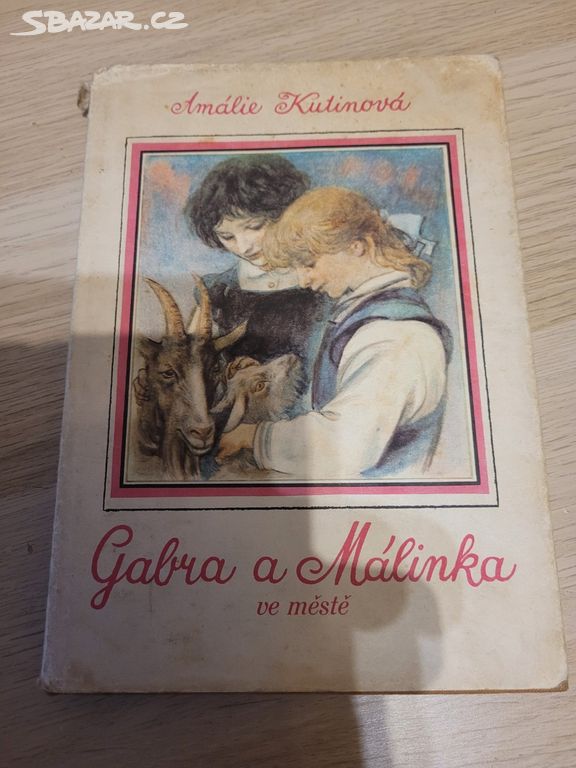 SBAZAR.CZ
Amálie Kutinová
Gabra a Málinka
ve městě